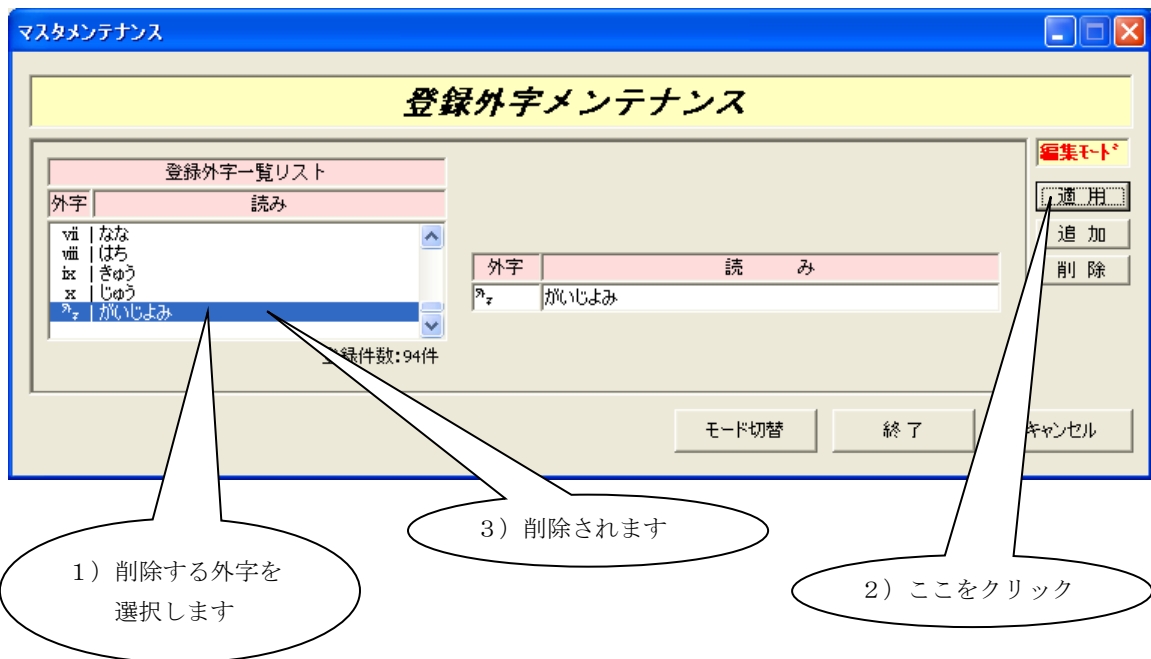 マスタメンテナンス
登録外字メンテナンス
編集ﾓｰﾄﾞ
登録外字一覧リスト
外字 読み
ⅶ | なな
ⅷ | はち
ⅸ | きゅう
ⅹ | じゅう
| がいじよみ
登録件数:94件
外字 読 み
がいじよみ
適 用
追 加
削 除
モード切替 終 了 キャンセル
3）削除されます
1）削除する外字を
選択します
2）ここをクリック